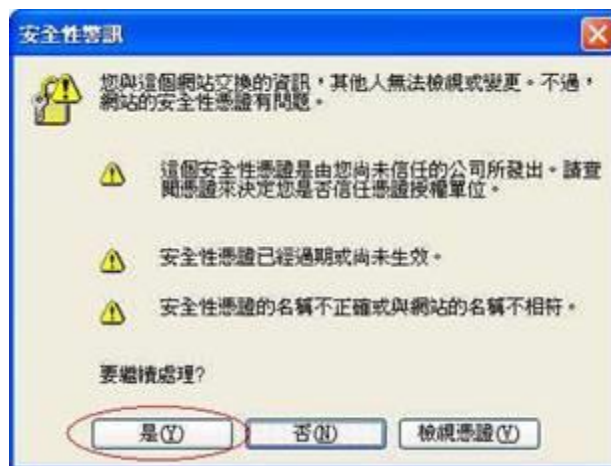 安全性警訊
您與這個網站交換的資訊,其他人無法檢視或變更。不過,
網站的安全性憑證有問題。
這個安全性憑證是由您尚未信任的公司所發出。請查
閱憑證來決定您是否信任憑證授權單位。
安全性憑證已經過期或尚未生效。
安全性憑證的名稱不正確或與網站的名稱不相符。
要繼續處理?
是(Y) 否(N) 檢視憑證(V)